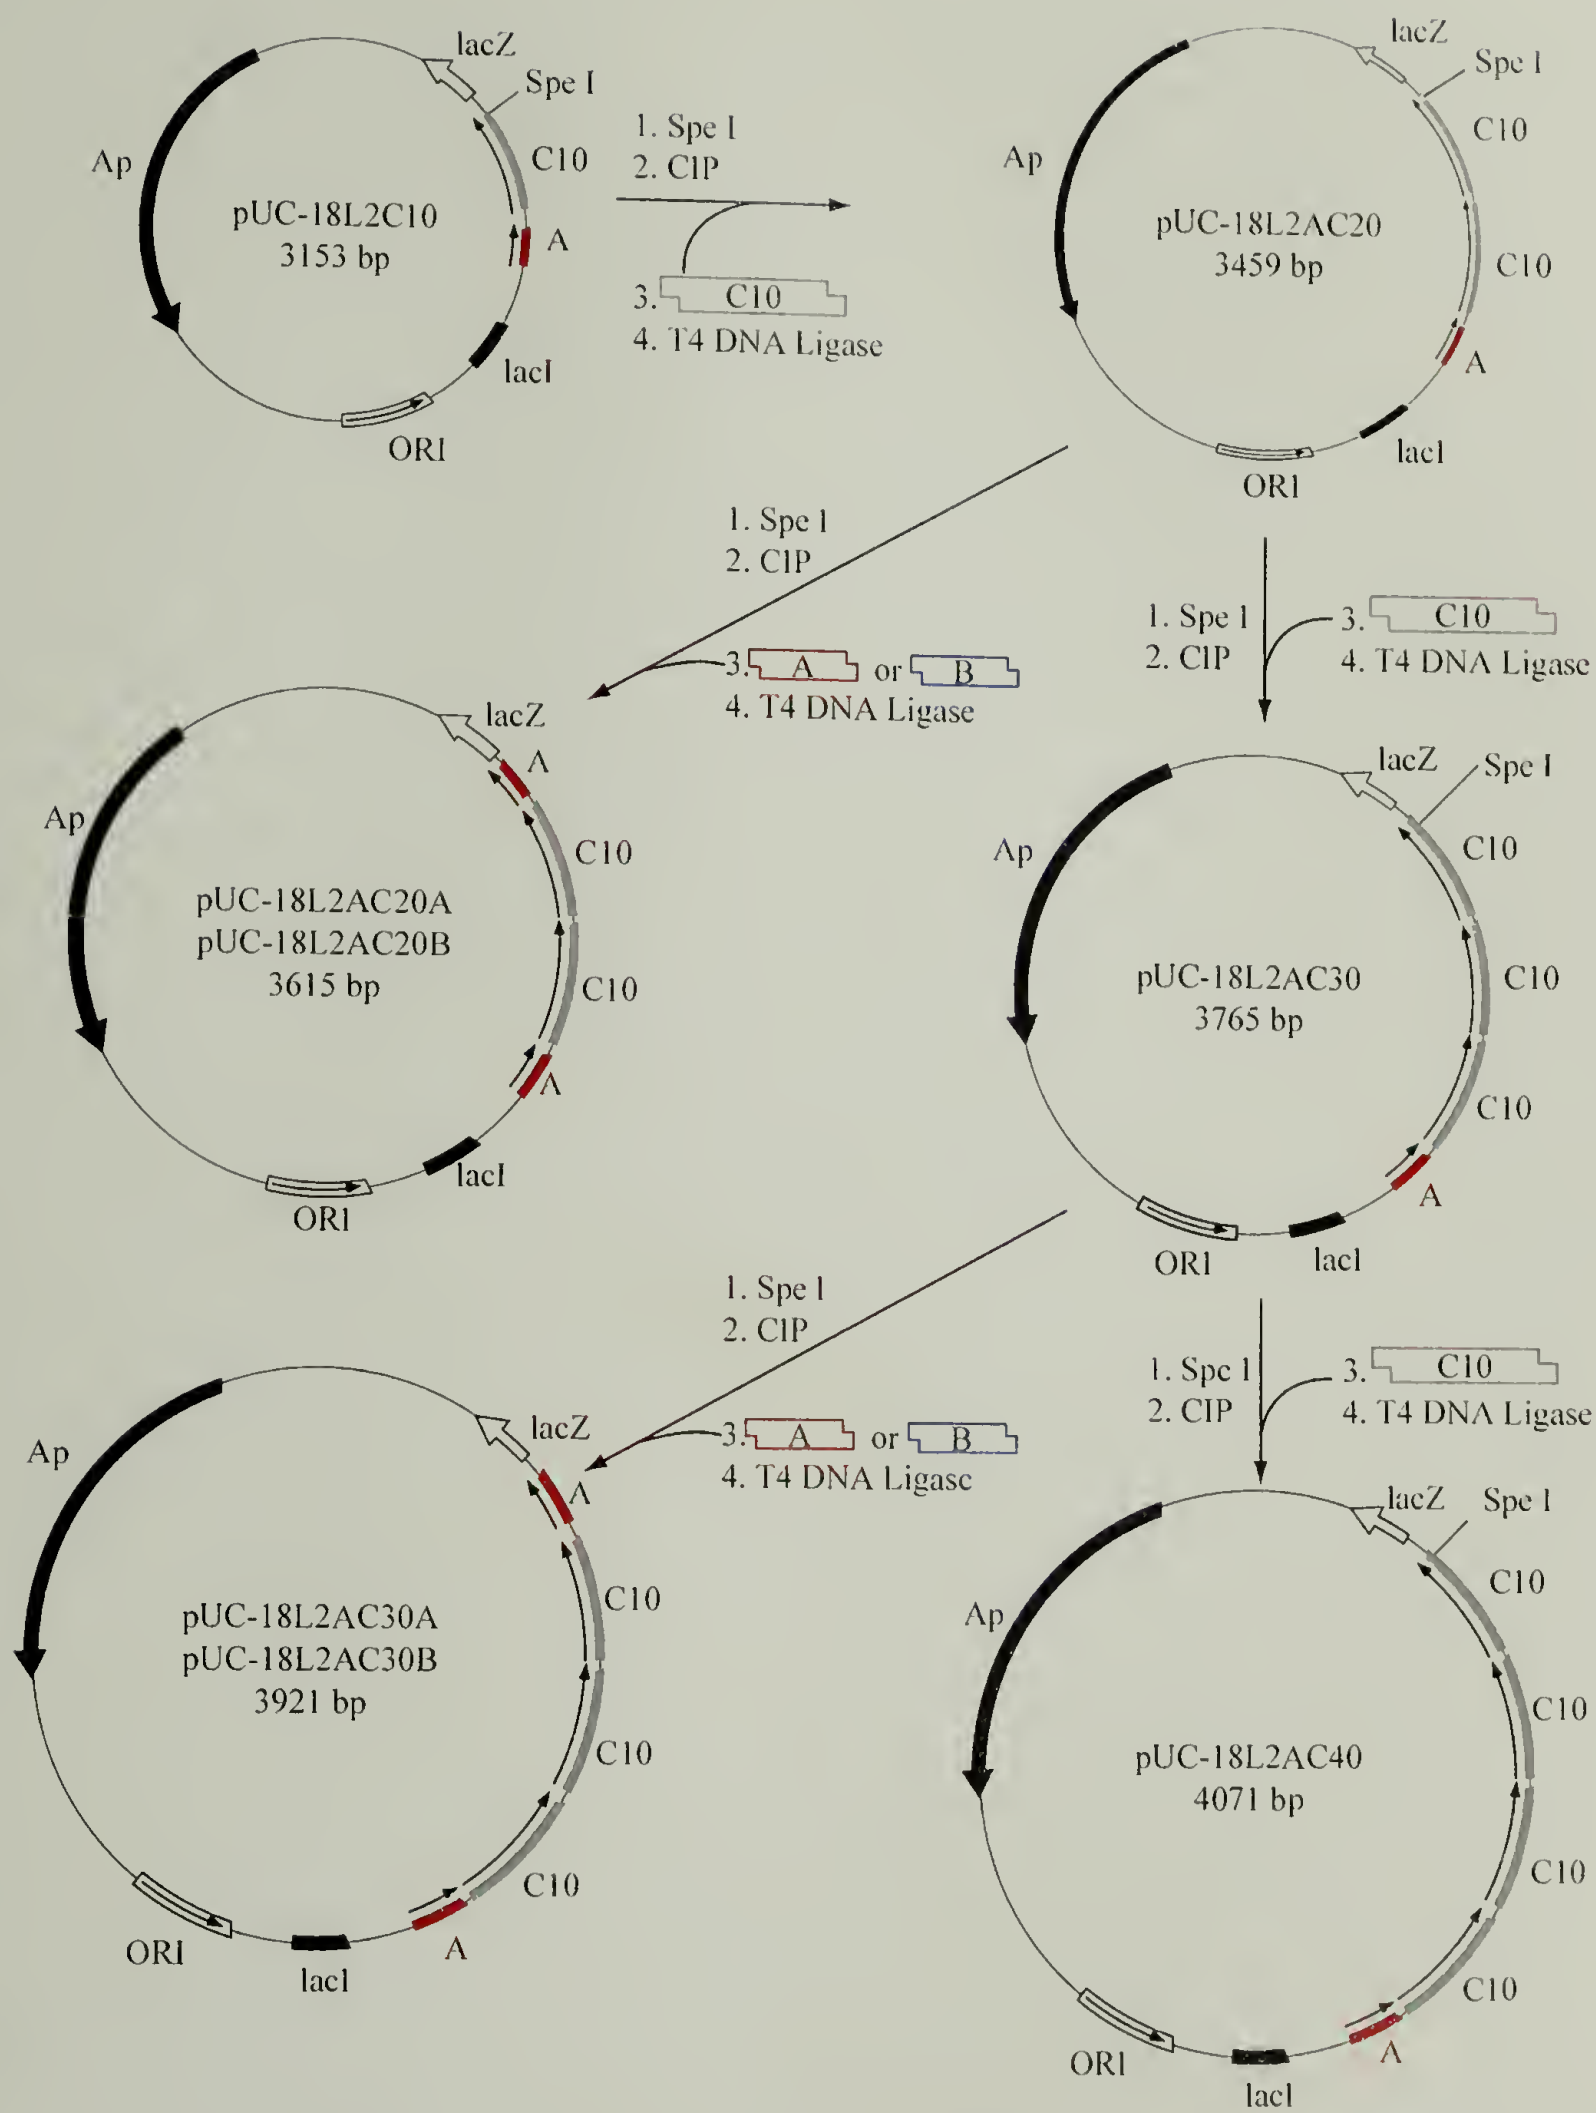 lacZ
Spe I
C10
A
Ap
pUC-18L2C10
3153 bp
lacI
ORI
1. Spe I
2. CIP
3. C10
4. T4 DNA Ligase
lacZ
Spe I
C10
Ap
pUC-18L2AC20
3459 bp
C10
A
lacI
ORI
1. Spe I
2. CIP
3. A or B
4. T4 DNA Ligase
1. Spe I
2. CIP
3. C10
4. T4 DNA Ligase
lacZ
A
Ap
C10
pUC-18L2AC20A
pUC-18L2AC20B
3615 bp
C10
A
lacI
ORI
lacZ
Spe I
Ap
C10
pUC-18L2AC30
3765 bp
C10
C10
A
ORI
lacI
1. Spe I
2. CIP
3. A or B
4. T4 DNA Ligase
1. Spe I
2. CIP
3. C10
4. T4 DNA Ligase
lacZ
Ap
A
C10
pUC-18L2AC30A
pUC-18L2AC30B
3921 bp
C10
C10
A
ORI
lacI
lacZ
Spe I
C10
Ap
C10
pUC-18L2AC40
4071 bp
C10
C10
A
ORI
lacI